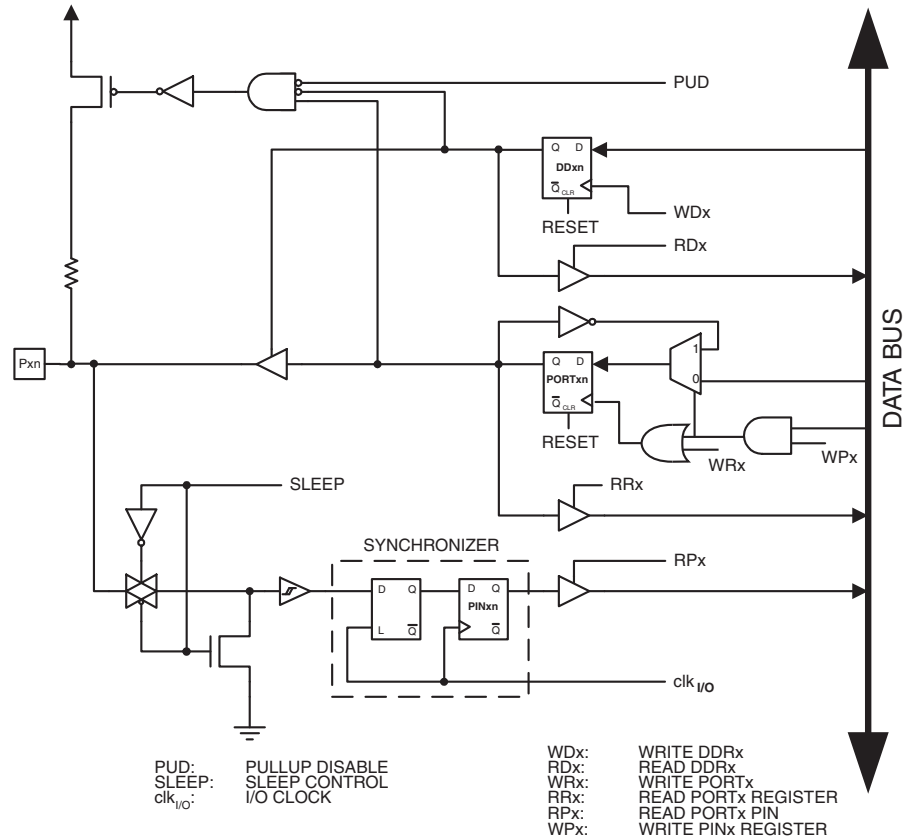 PUD
Q D
DDxn
Q CLR
WDx
RESET
RDx
DATA BUS
1
Pxn
Q D
PORTxn
0
Q CLR
RESET
WRx
WPx
SLEEP
RRx
SYNCHRONIZER
RPx
D Q
L Q
D Q
PINxn
Q
clk I/O
PUD: PULLUP DISABLE
SLEEP: SLEEP CONTROL
clkI/O: I/O CLOCK
WDx: WRITE DDRx
RDx: READ DDRx
WRx: WRITE PORTx
RRx: READ PORTx REGISTER
RPx: READ PORTx PIN
WPx: WRITE PINx REGISTER